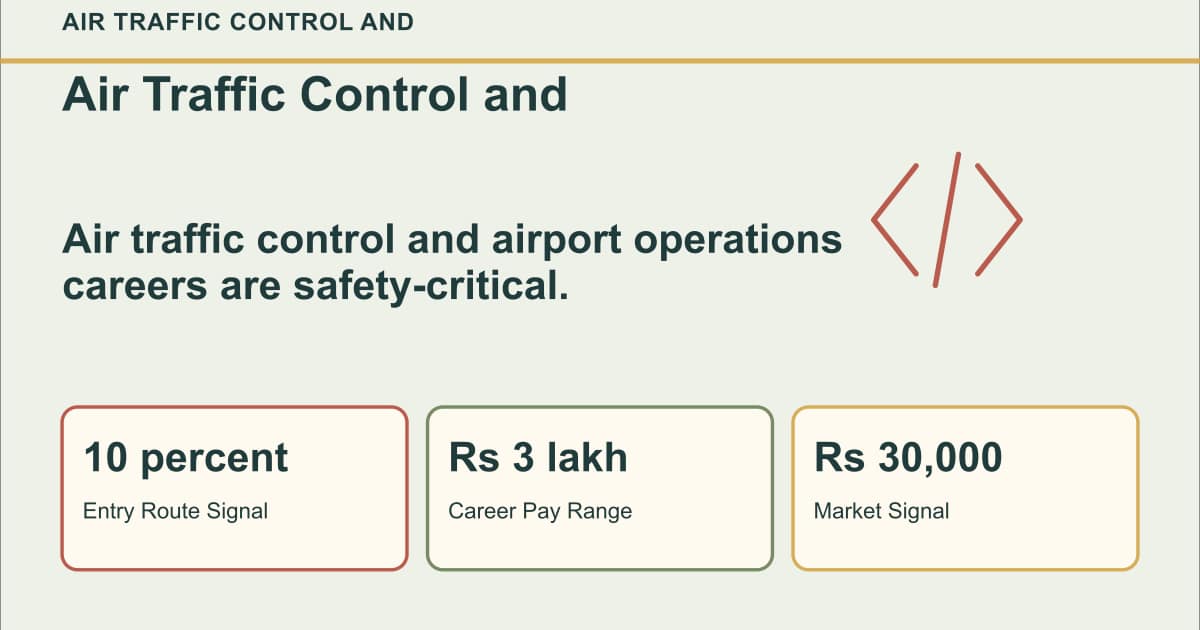 AIR TRAFFIC CONTROL AND
Air Traffic Control and
Air traffic control and airport operations
careers are safety-critical.
10 percent
Entry Route Signal
Rs 3 lakh
Career Pay Range
Rs 30,000
Market Signal